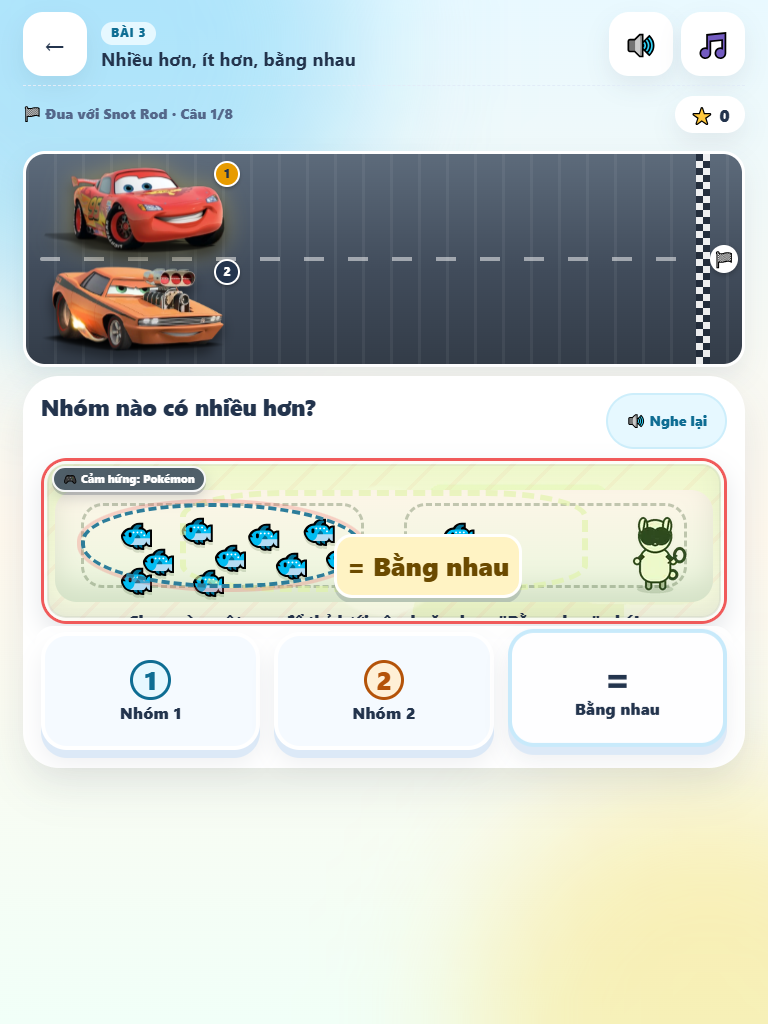 ←
BÀI 3
Nhiều hơn, ít hơn, bằng nhau
Đua với Snot Rod · Câu 1/8
0
1
2
Nhóm nào có nhiều hơn?
Nghe lại
Cảm hứng: Pokémon
= Bằng nhau
1
Nhóm 1
2
Nhóm 2
=
Bằng nhau